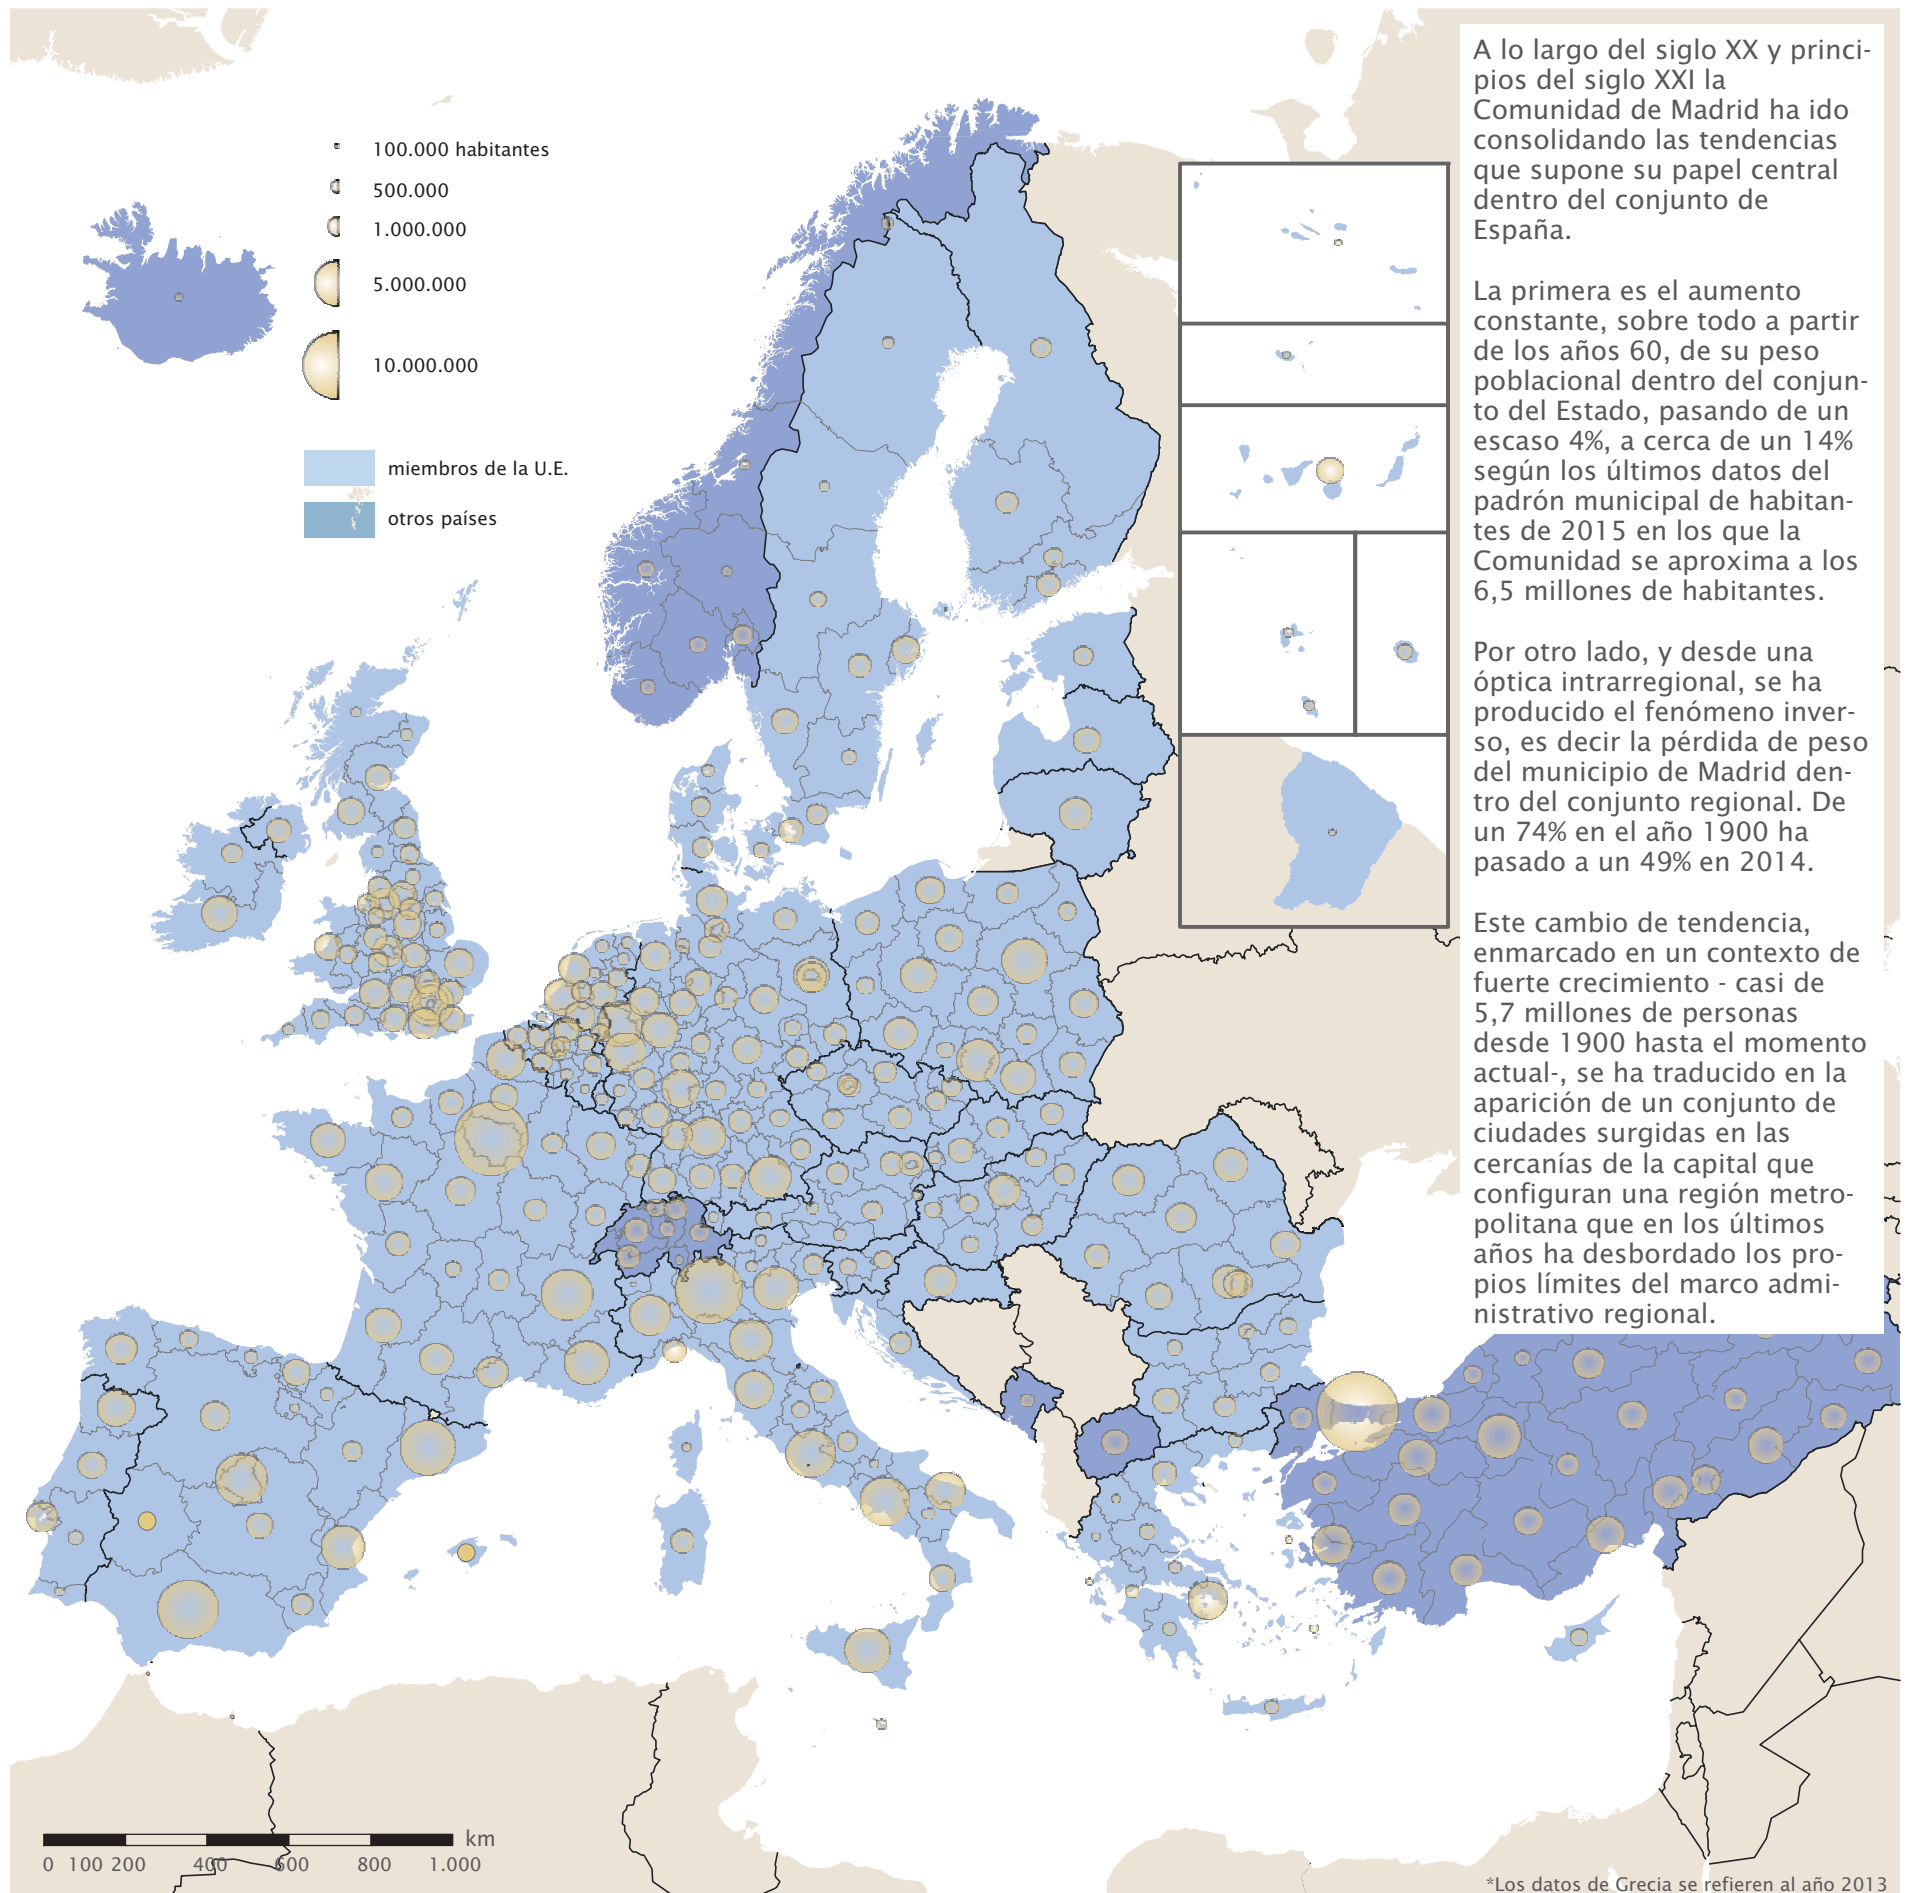 100.000 habitantes
500.000
1.000.000
5.000.000
10.000.000
miembros de la U.E.
otros países
A lo largo del siglo XX y princi-
pios del siglo XXI la
Comunidad de Madrid ha ido
consolidando las tendencias
que supone su papel central
dentro del conjunto de
España.
La primera es el aumento
constante, sobre todo a partir
de los años 60, de su peso
poblacional dentro del conjun-
to del Estado, pasando de un
escaso 4%, a cerca de un 14%
según los últimos datos del
padrón municipal de habitan-
tes de 2015 en los que la
Comunidad se aproxima a los
6,5 millones de habitantes.
Por otro lado, y desde una
óptica intrarregional, se ha
producido el fenómeno inver-
so, es decir la pérdida de peso
del municipio de Madrid den-
tro del conjunto regional. De
un 74% en el año 1900 ha
pasado a un 49% en 2014.
Este cambio de tendencia,
enmarcado en un contexto de
fuerte crecimiento - casi de
5,7 millones de personas
desde 1900 hasta el momento
actual-, se ha traducido en la
aparición de un conjunto de
ciudades surgidas en las
cercanías de la capital que
configuran una región metro-
politana que en los últimos
años ha desbordado los pro-
pios límites del marco admi-
nistrativo regional.
km
0 100 200 400 600 800 1.000
*Los datos de Grecia se refieren al año 2013